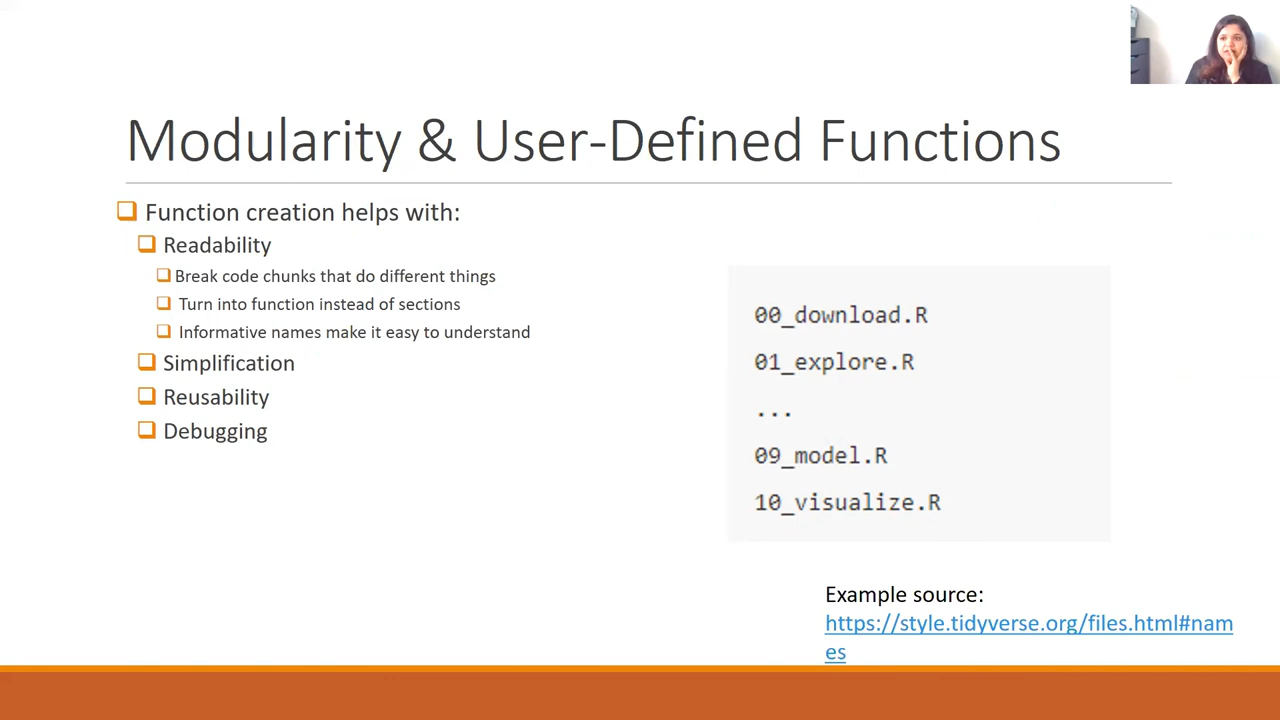 Modularity & User-Defined Functions
Function creation helps with:
Readability
Break code chunks that do different things
Turn into function instead of sections
Informative names make it easy to understand
Simplification
Reusability
Debugging
00_download.R
01_explore.R
...
09_model.R
10_visualize.R
Example source:
https://style.tidyverse.org/files.html#nam
es